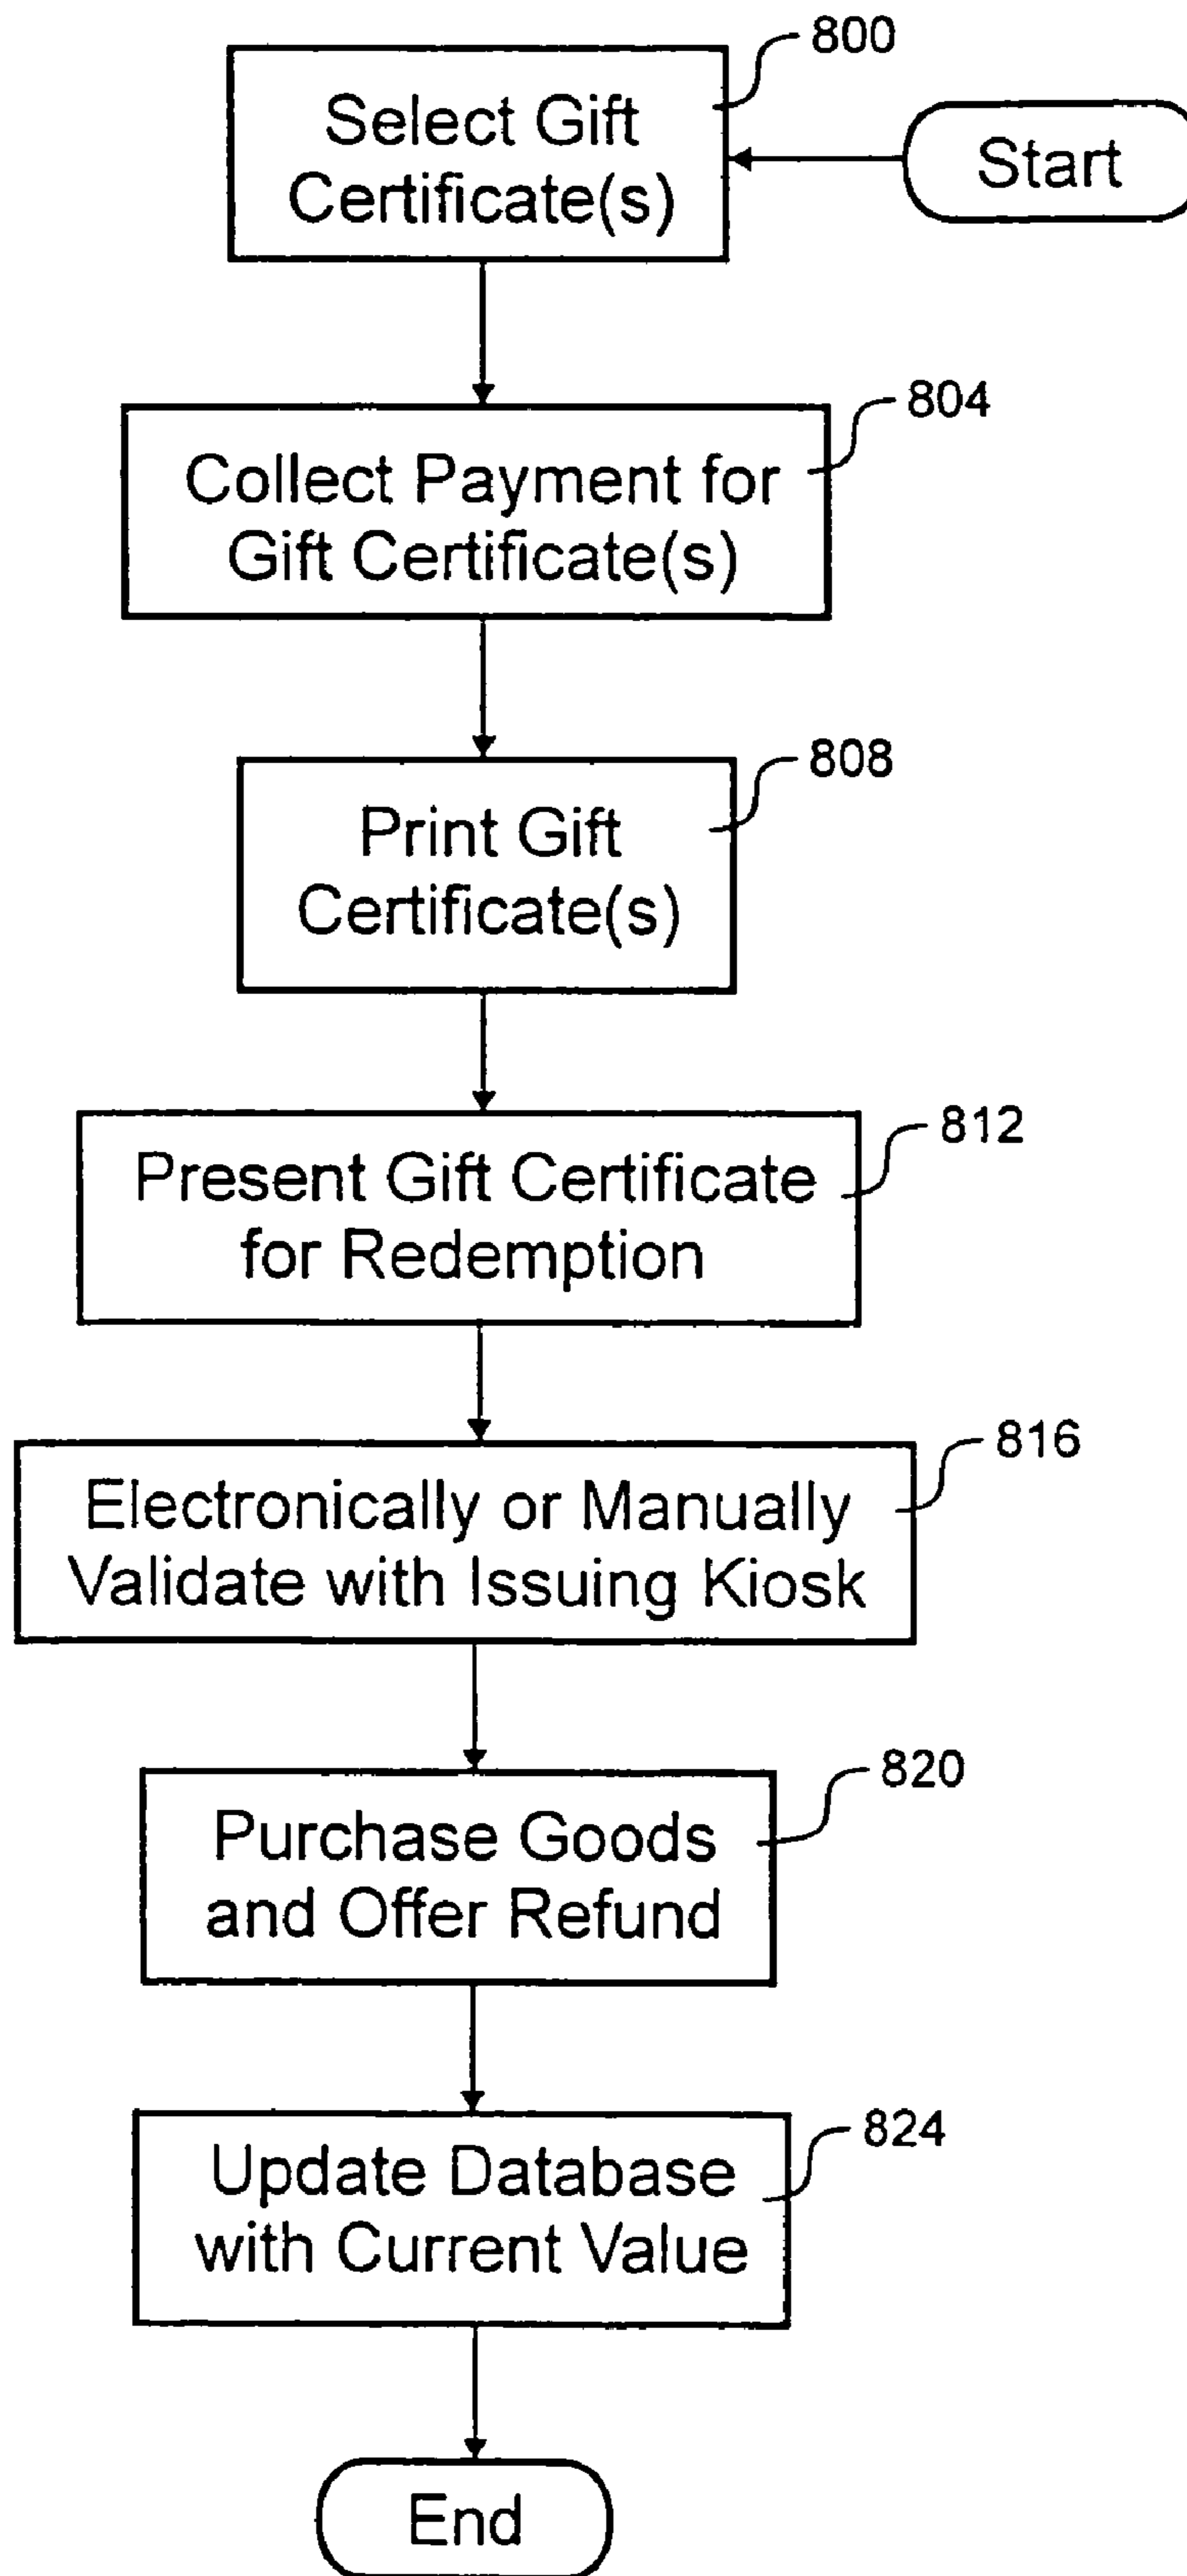 800
Select Gift
Certificate(s)
Start
804
Collect Payment for
Gift Certificate(s)
808
Print Gift
Certificate(s)
812
Present Gift Certificate
for Redemption
816
Electronically or Manually
Validate with Issuing Kiosk
820
Purchase Goods
and Offer Refund
824
Update Database
with Current Value
End